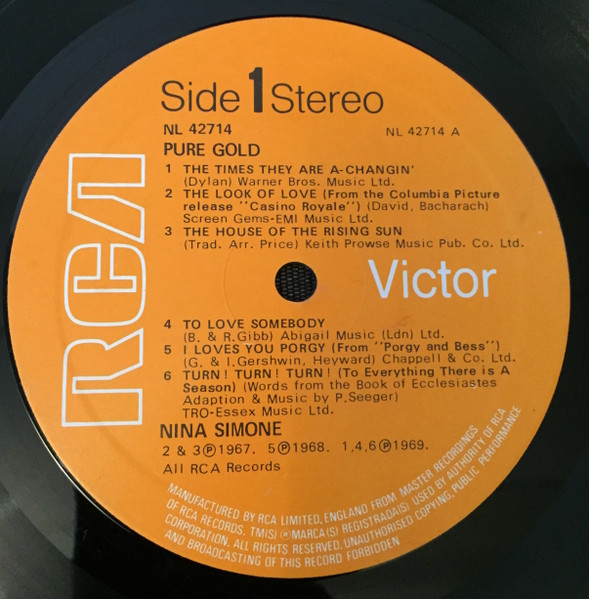 Side 1 Stereo
NL 42714
NL 42714 A
PURE GOLD
1 THE TIMES THEY ARE A-CHANGIN'
(Dylan) Warner Bros. Music Ltd.
2 THE LOOK OF LOVE (From the Columbia Picture
release "Casino Royale") (David, Bacharach)
Screen Gems-EMI Music Ltd.
3 THE HOUSE OF THE RISING SUN
(Trad. Arr. Price) Keith Prowse Music Pub. Co. Ltd.
RCA
Victor
4 TO LOVE SOMEBODY
(B. & R.Gibb) Abigail Music (Ldn) Ltd.
5 I LOVES YOU PORGY (From "Porgy and Bess")
(G. & I.Gershwin, Heyward) Chappell & Co. Ltd.
6 TURN! TURN! TURN! (To Everything There is A
Season) (Words from the Book of Ecclesiastes
Adaption & Music by P.Seeger)
TRO-Essex Music Ltd.
NINA SIMONE
2 & 3 ℗ 1967. 5 ℗ 1968. 1,4,6 ℗ 1969.
All RCA Records
MANUFACTURED BY RCA LIMITED, ENGLAND FROM MASTER RECORDINGS
OF RCA RECORDS, TM(S) ® MARCA(S) REGISTRADA(S) USED BY AUTHORITY OF RCA
CORPORATION. ALL RIGHTS RESERVED. UNAUTHORISED COPYING, PUBLIC PERFORMANCE
AND BROADCASTING OF THIS RECORD FORBIDDEN